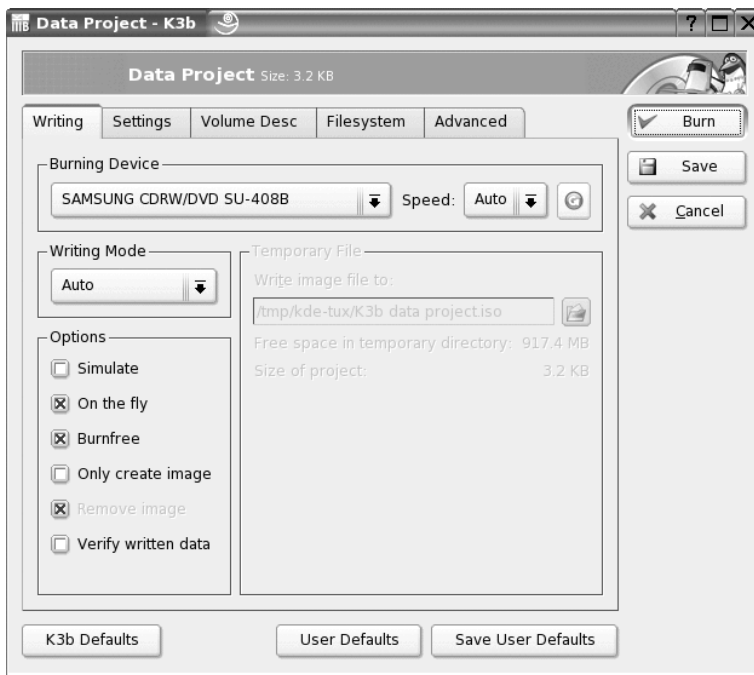 Data Project - K3b
Data Project Size: 3.2 KB
Writing Settings Volume Desc Filesystem Advanced
Burn
Save
Cancel
Burning Device
SAMSUNG CDRW/DVD SU-408B Speed: Auto
Writing Mode
Auto
Temporary File
Write image file to:
/tmp/kde-tux/K3b data project.iso
Free space in temporary directory: 917.4 MB
Size of project: 3.2 KB
Options
Simulate
On the fly
Burnfree
Only create image
Remove image
Verify written data
K3b Defaults User Defaults Save User Defaults